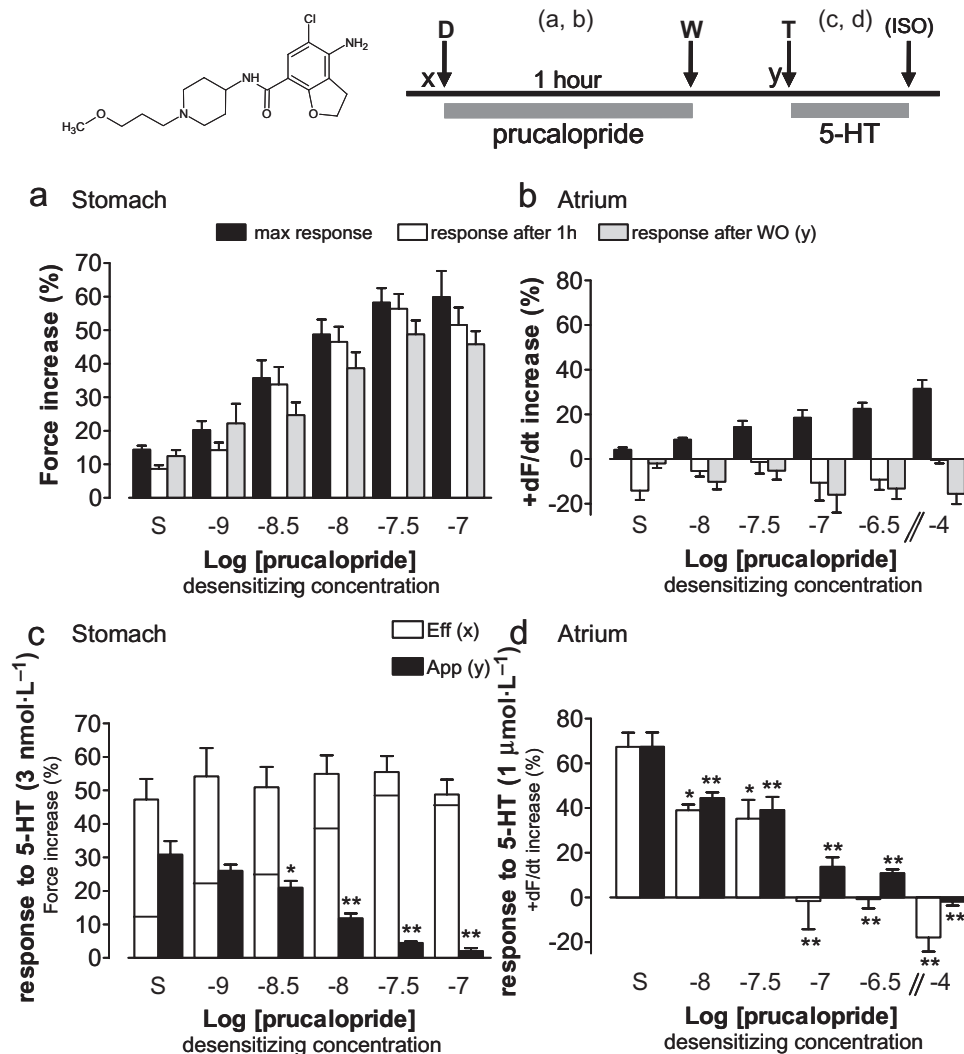 Cl
NH₂
HN
O
O
N
O
H₃C
D
(a, b)
W
T
(c, d)
(ISO)
x
1 hour
y
prucalopride
5-HT
a Stomach
b Atrium
max response
response after 1h
response after WO (y)
Force increase (%)
70
60
50
40
30
20
10
0
S -9 -8.5 -8 -7.5 -7
Log [prucalopride]
desensitizing concentration
+dF/dt increase (%)
80
60
40
20
0
-20
S -8 -7.5 -7 -6.5 // -4
Log [prucalopride]
desensitizing concentration
c Stomach
Eff (x)
App (y)
d Atrium
response to 5-HT (3 nmol·L⁻¹)
Force increase (%)
70
60
50
40
30
20
10
0
* ** ** **
S -9 -8.5 -8 -7.5 -7
Log [prucalopride]
desensitizing concentration
response to 5-HT (1 μmol·L⁻¹)
+dF/dt increase (%)
80
60
40
20
0
-20
* ** * ** ** ** ** ** ** **
S -8 -7.5 -7 -6.5 // -4
Log [prucalopride]
desensitizing concentration